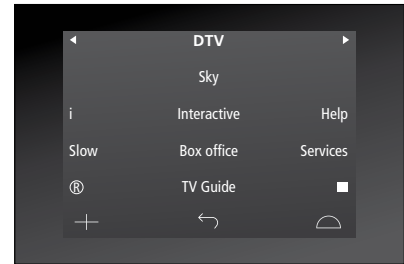 DTV
Sky
i Interactive Help
Slow Box office Services
® TV Guide